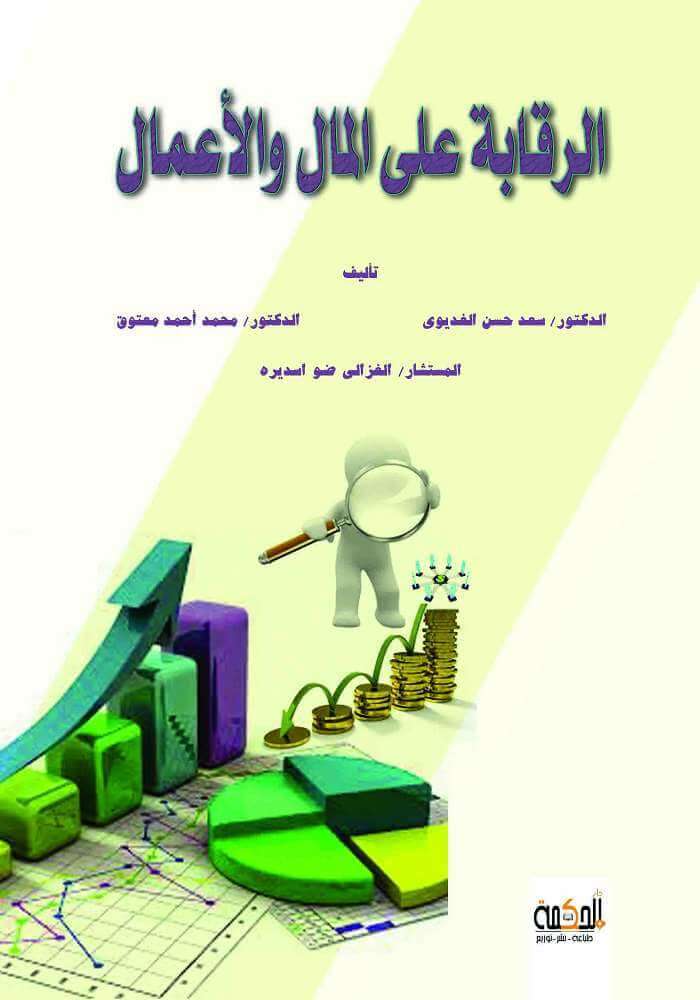 الرقابة على المال والأعمال
تأليف
الدكتور/ سعد حسن الغديوى
الدكتور/ محمد أحمد معتوق
المستشار/ الغزالى ضو اسديره
دار
الحكمة
طباعة - نشر - توزيع